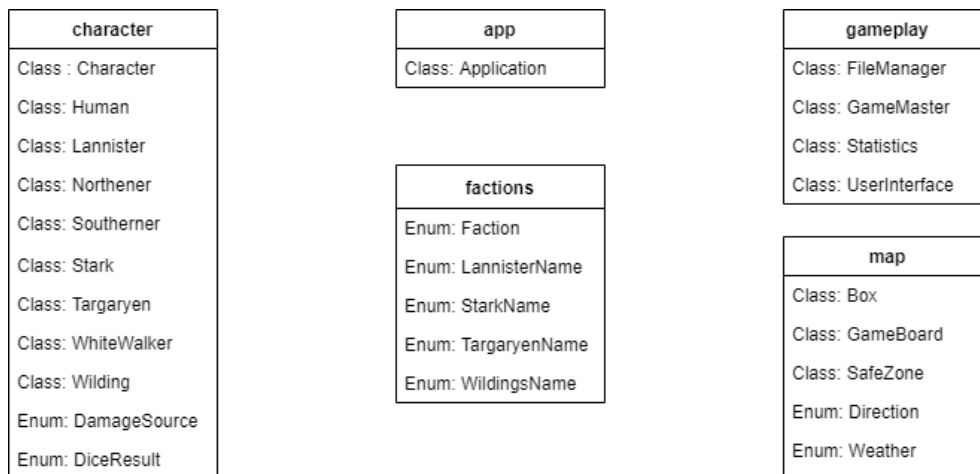 character
Class : Character
Class: Human
Class: Lannister
Class: Northener
Class: Southerner
Class: Stark
Class: Targaryen
Class: WhiteWalker
Class: Wilding
Enum: DamageSource
Enum: DiceResult
app
Class: Application
factions
Enum: Faction
Enum: LannisterName
Enum: StarkName
Enum: TargaryenName
Enum: WildingsName
gameplay
Class: FileManager
Class: GameMaster
Class: Statistics
Class: UserInterface
map
Class: Box
Class: GameBoard
Class: SafeZone
Enum: Direction
Enum: Weather